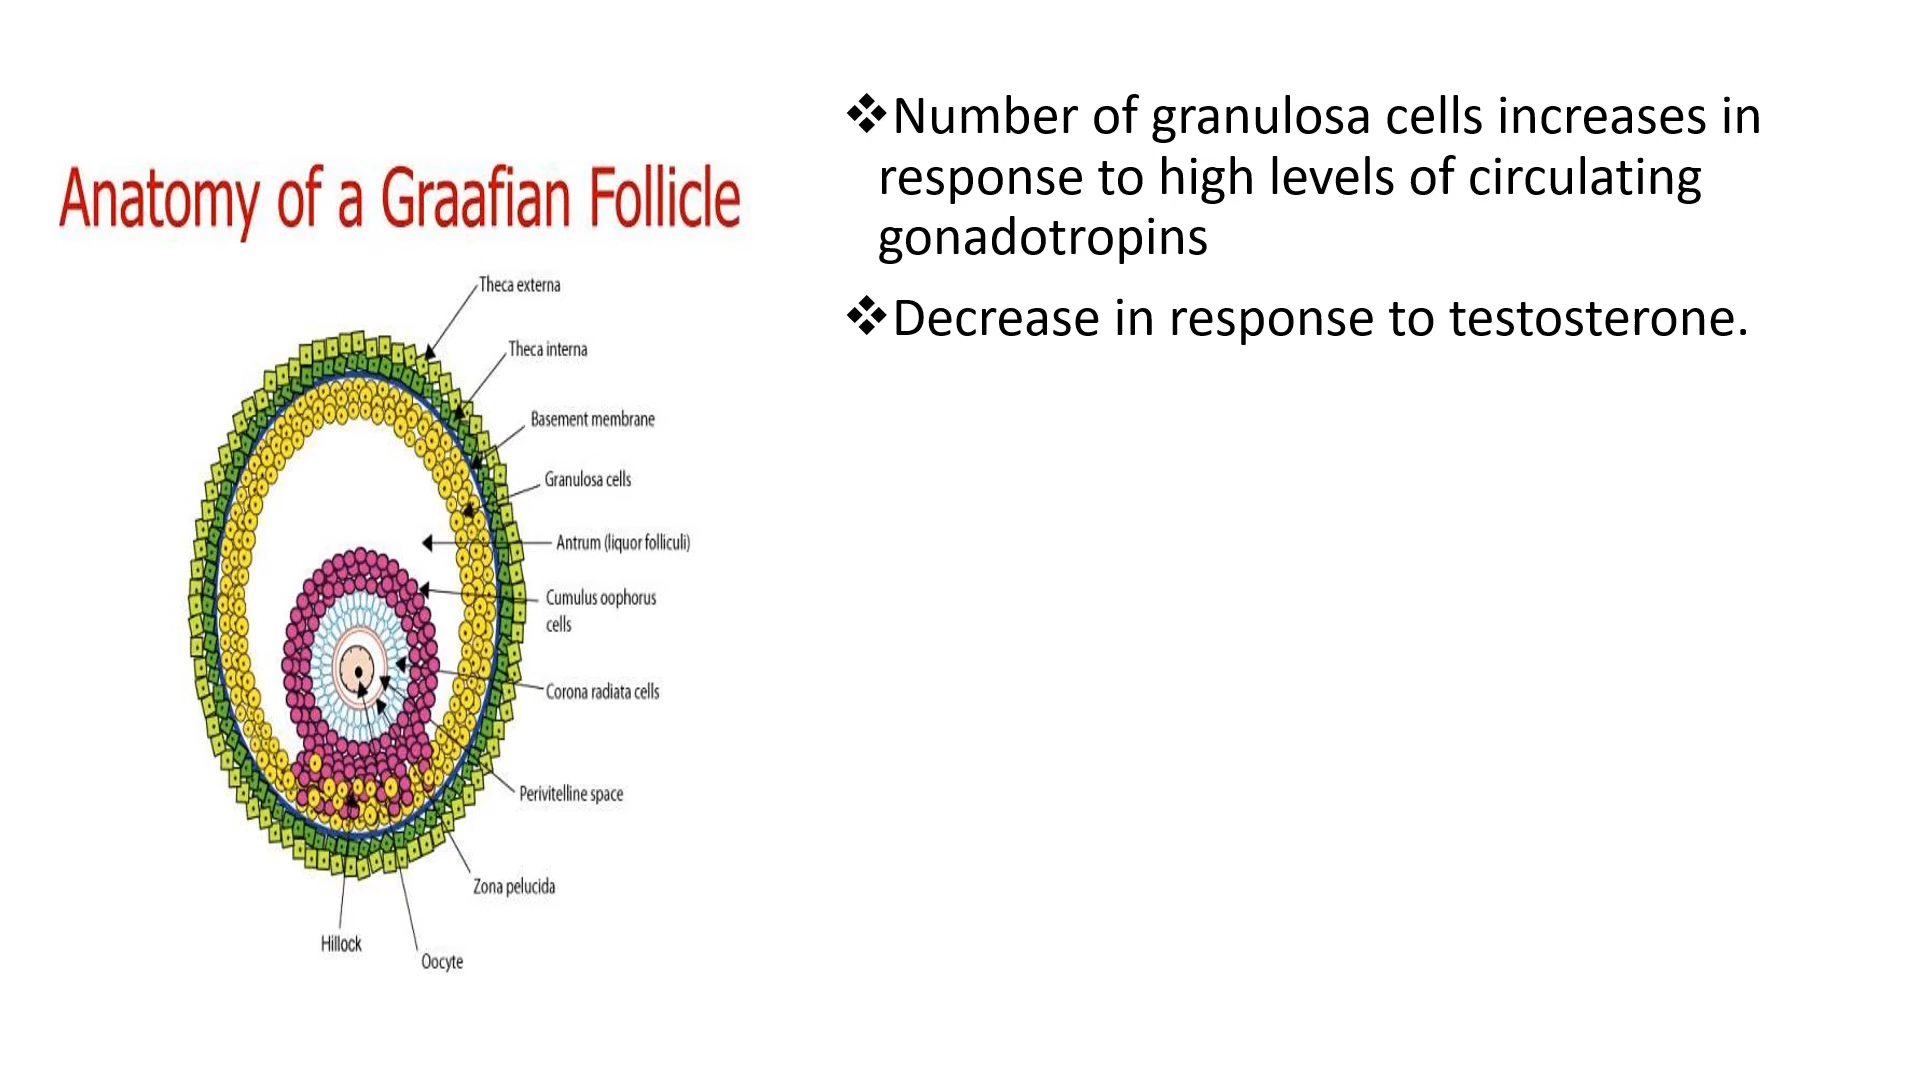 Anatomy of a Graafian Follicle
Theca externa
Theca interna
Basement membrane
Granulosa cells
Antrum (liquor folliculi)
Cumulus oophorus
cells
Corona radiata cells
Perivitelline space
Zona pelucida
Hillock
Oocyte
❖Number of granulosa cells increases in
response to high levels of circulating
gonadotropins
❖Decrease in response to testosterone.